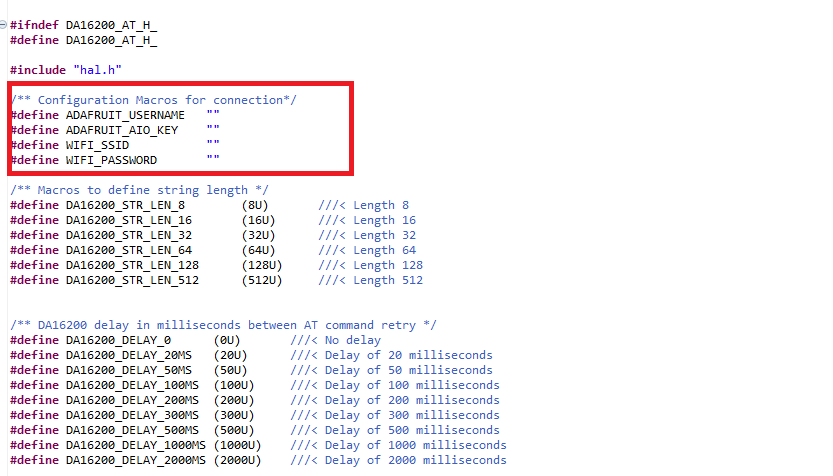 #ifndef DA16200_AT_H_
#define DA16200_AT_H_
#include "hal.h"
/** Configuration Macros for connection*/
#define ADAFRUIT_USERNAME   ""
#define ADAFRUIT_AIO_KEY    ""
#define WIFI_SSID           ""
#define WIFI_PASSWORD       ""
/** Macros to define string length */
#define DA16200_STR_LEN_8        (8U)       ///< Length 8
#define DA16200_STR_LEN_16       (16U)      ///< Length 16
#define DA16200_STR_LEN_32       (32U)      ///< Length 32
#define DA16200_STR_LEN_64       (64U)      ///< Length 64
#define DA16200_STR_LEN_128      (128U)     ///< Length 128
#define DA16200_STR_LEN_512      (512U)     ///< Length 512
/** DA16200 delay in milliseconds between AT command retry */
#define DA16200_DELAY_0      (0U)       ///< No delay
#define DA16200_DELAY_20MS   (20U)      ///< Delay of 20 milliseconds
#define DA16200_DELAY_50MS   (50U)      ///< Delay of 50 milliseconds
#define DA16200_DELAY_100MS  (100U)     ///< Delay of 100 milliseconds
#define DA16200_DELAY_200MS  (200U)     ///< Delay of 200 milliseconds
#define DA16200_DELAY_300MS  (300U)     ///< Delay of 300 milliseconds
#define DA16200_DELAY_500MS  (500U)     ///< Delay of 500 milliseconds
#define DA16200_DELAY_1000MS (1000U)    ///< Delay of 1000 milliseconds
#define DA16200_DELAY_2000MS (2000U)    ///< Delay of 2000 milliseconds